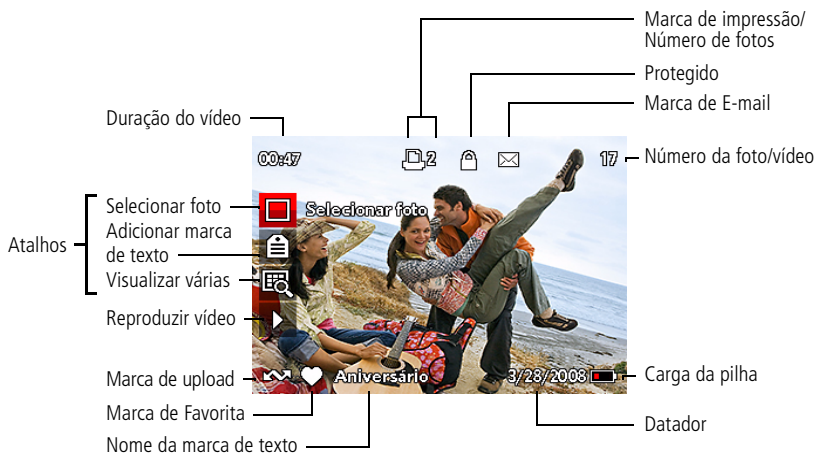 Marca de impressão/
Número de fotos
Protegido
Marca de E-mail
Duração do vídeo
00:47
2
17
Número da foto/vídeo
Atalhos
Selecionar foto
Selecionar foto
Adicionar marca
de texto
Visualizar várias
Reproduzir vídeo
Marca de upload
Aniversário
3/28/2008
Carga da pilha
Marca de Favorita
Datador
Nome da marca de texto